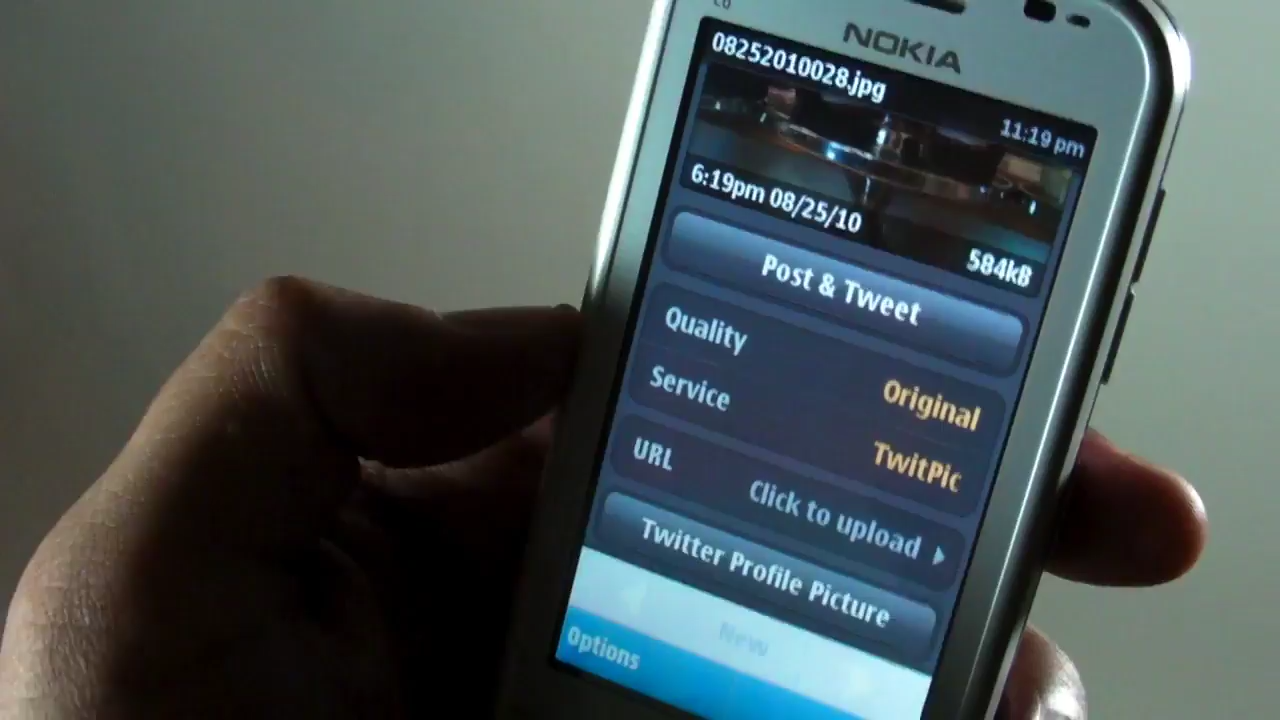 NOKIA
08252010028.jpg
11:19 pm
6:19pm 08/25/10
584kB
Post & Tweet
Quality
Original
Service
TwitPic
URL
Click to upload
Twitter Profile Picture
New
Options